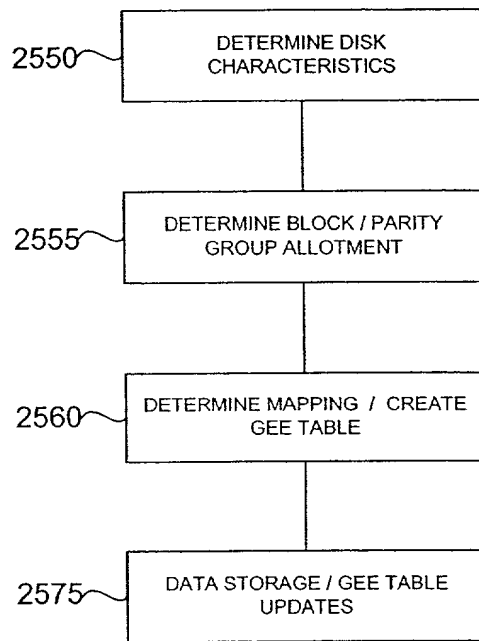 2550
DETERMINE DISK
CHARACTERISTICS
2555
DETERMINE BLOCK / PARITY
GROUP ALLOTMENT
2560
DETERMINE MAPPING / CREATE
GEE TABLE
2575
DATA STORAGE / GEE TABLE
UPDATES